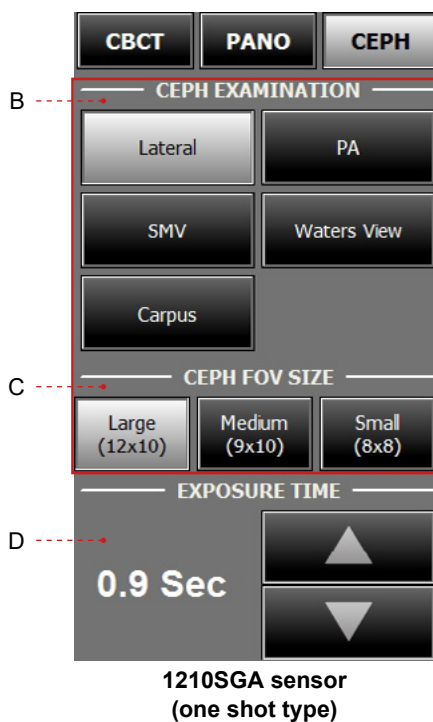 CBCT PANO CEPH
B
CEPH EXAMINATION
Lateral PA
SMV Waters View
Carpus
C
CEPH FOV SIZE
Large Medium Small
(12x10) (9x10) (8x8)
EXPOSURE TIME
D
0.9 Sec
1210SGA sensor
(one shot type)